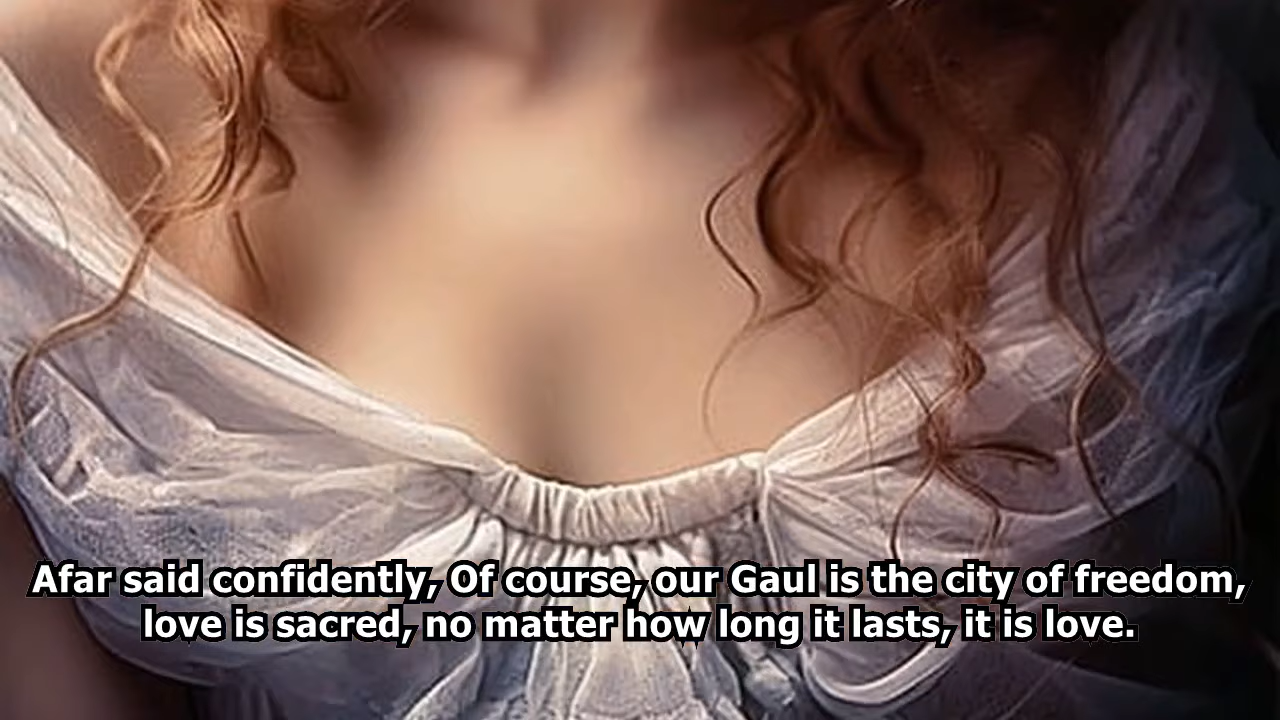 Afar said confidently, Of course, our Gaul is the city of freedom,
love is sacred, no matter how long it lasts, it is love.